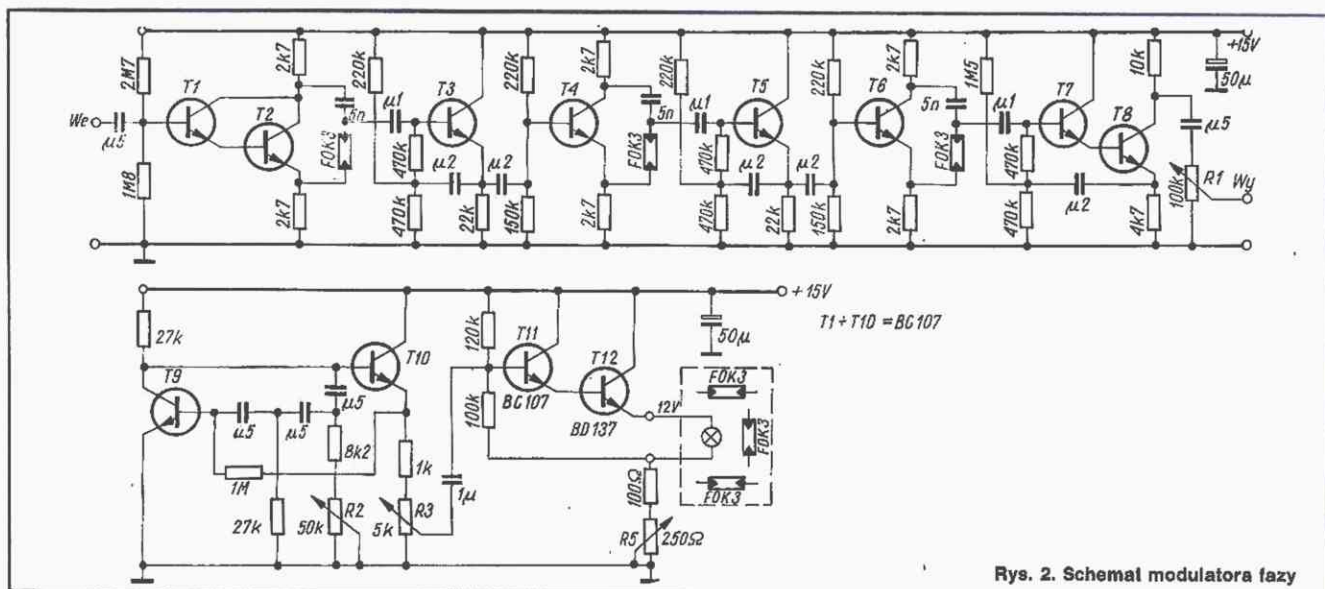 2M7
We
μ5
1M8
T1
T2
2k7
2k7
5n
FOK3
220k
μ1
T3
470k
470k
μ2
22k
μ2
220k
150k
T4
2k7
2k7
5n
FOK3
220k
μ1
T5
470k
470k
μ2
22k
μ2
220k
150k
T6
2k7
2k7
5n
FOK3
1M5
μ1
T7
470k
470k
μ2
T8
10k
4k7
μ5
100k
R1
Wy
+15V
50μ
27k
T9
μ5
μ5
μ5
1M
27k
8k2
R2
50k
T10
1k
R3
5k
1μ
120k
100k
T11
BC107
T12
BD137
12V
50μ
+15V
T1÷T10 = BC107
FOK3
FOK3
FOK3
100Ω
R5
250Ω
Rys. 2. Schemat modulatora fazy